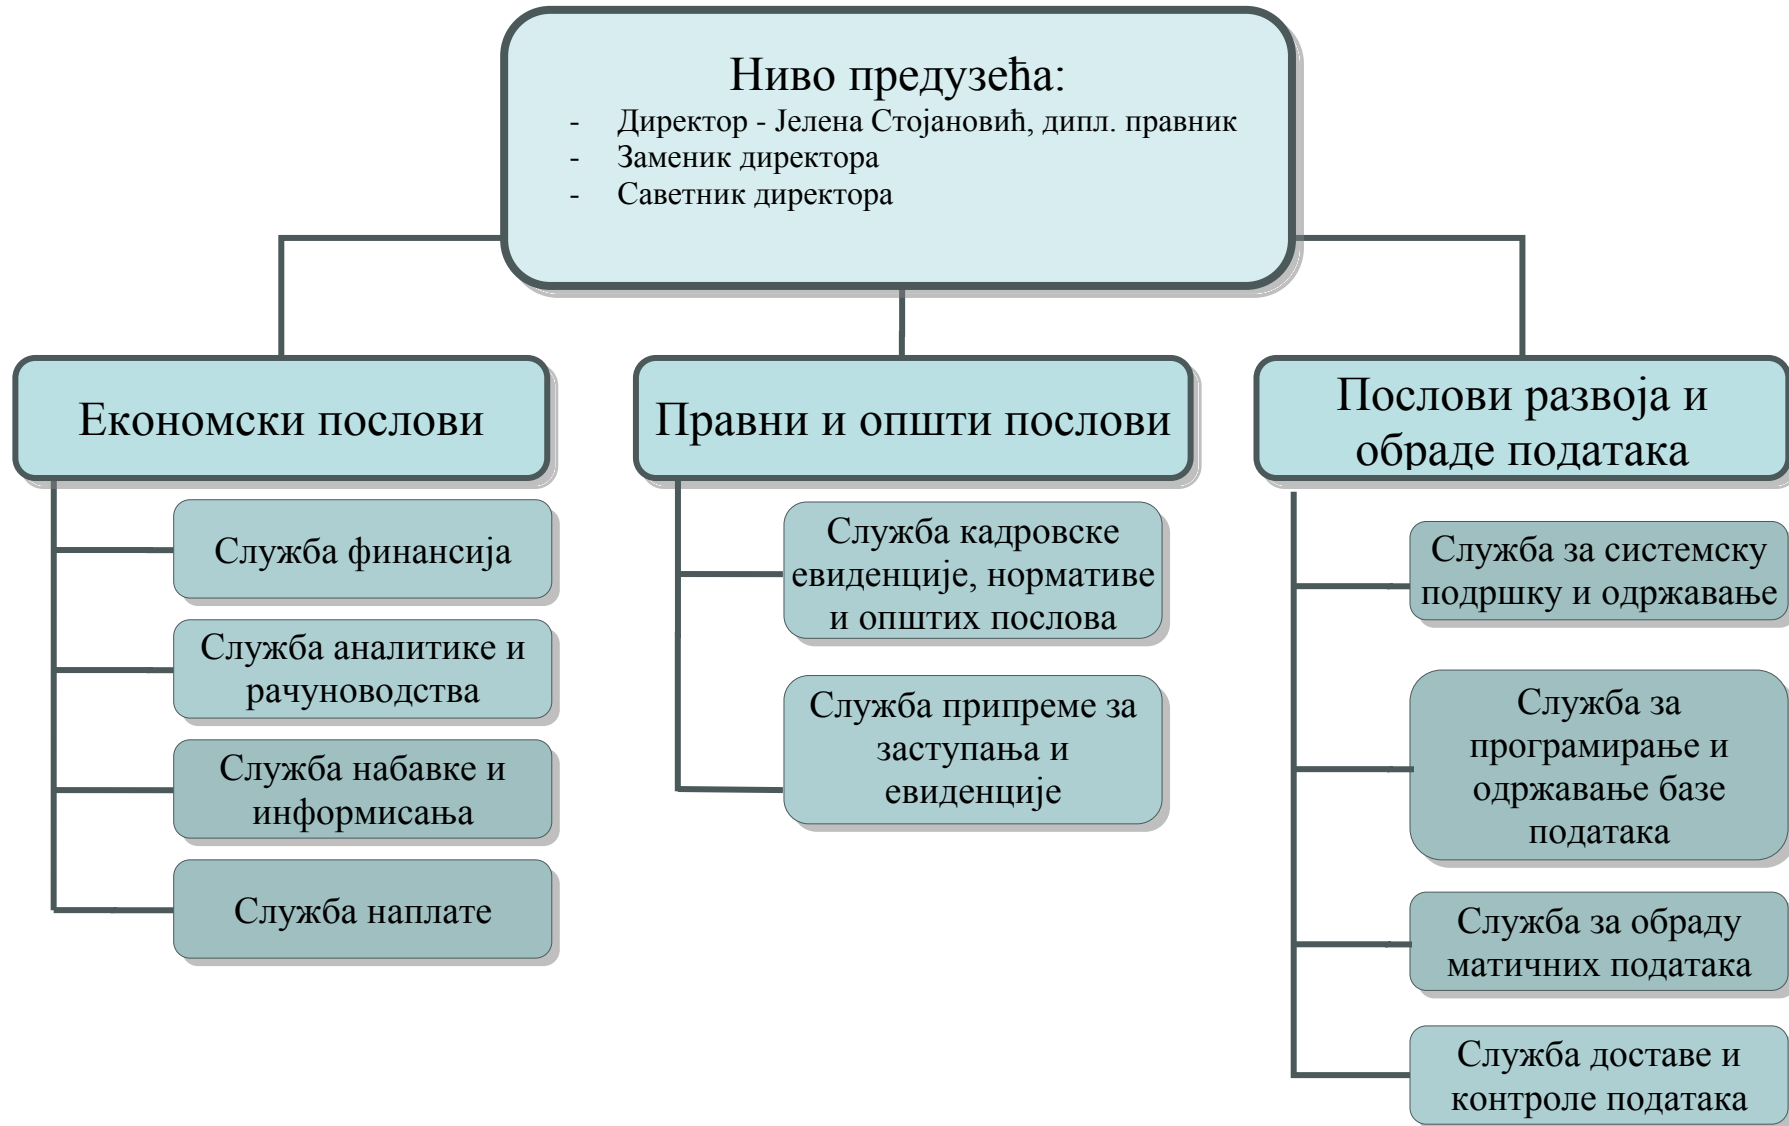 Ниво предузећа:
- Директор - Јелена Стојановић, дипл. правник
- Заменик директора
- Саветник директора
Економски послови
Служба финансија
Служба аналитике и
рачуноводства
Служба набавке и
информисања
Служба наплате
Правни и општи послови
Служба кадровске
евиденције, нормативе
и општих послова
Служба припреме за
заступања и
евиденције
Послови развоја и
обраде података
Служба за системску
подршку и одржавање
Служба за
програмирање и
одржавање базе
података
Служба за обраду
матичних података
Служба доставе и
контроле података